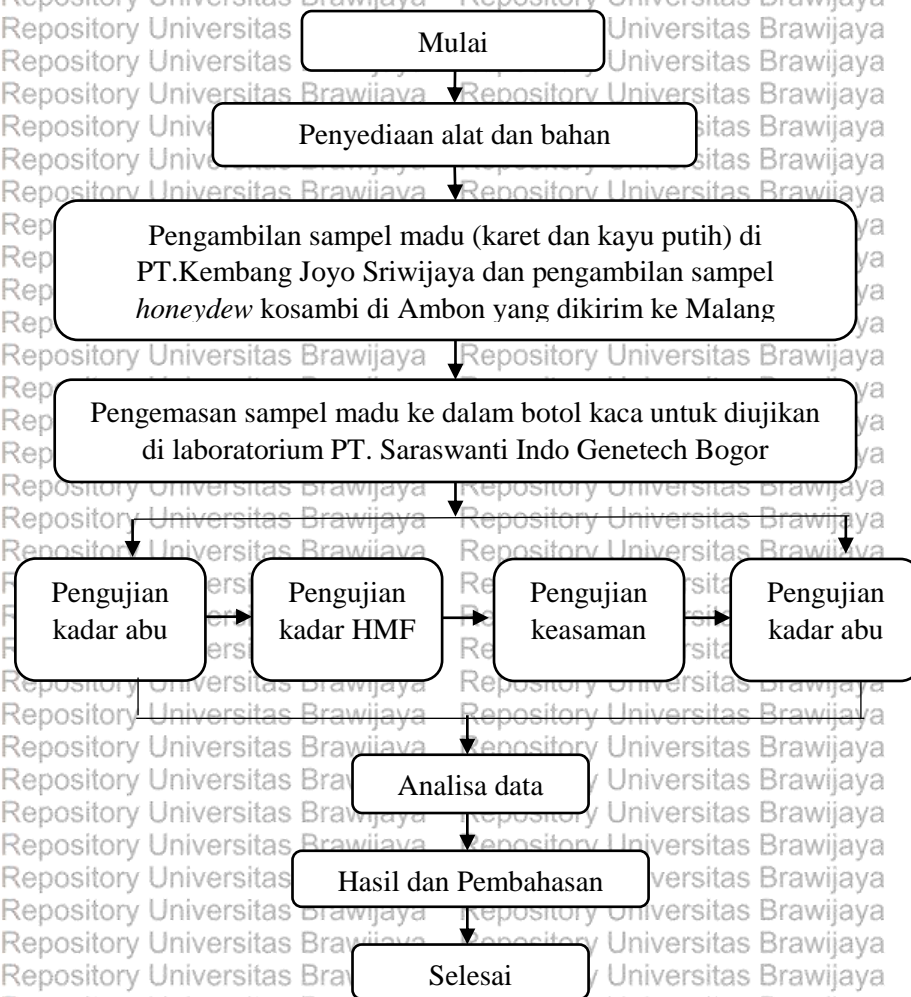 Mulai
Penyediaan alat dan bahan
Pengambilan sampel madu (karet dan kayu putih) di
PT.Kembang Joyo Sriwijaya dan pengambilan sampel
honeydew kosambi di Ambon yang dikirim ke Malang
Pengemasan sampel madu ke dalam botol kaca untuk diujikan
di laboratorium PT. Saraswanti Indo Genetech Bogor
Pengujian
kadar abu
Pengujian
kadar HMF
Pengujian
keasaman
Pengujian
kadar abu
Analisa data
Hasil dan Pembahasan
Selesai
Repository Universitas Brawijaya